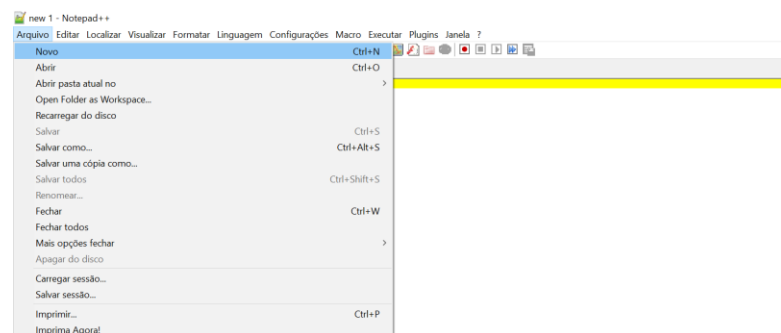 new 1 - Notepad++
Arquivo Editar Localizar Visualizar Formatar Linguagem Configurações Macro Executar Plugins Janela ?
Novo Ctrl+N
Abrir Ctrl+O
Abrir pasta atual no >
Open Folder as Workspace...
Recarregar do disco
Salvar Ctrl+S
Salvar como... Ctrl+Alt+S
Salvar uma cópia como...
Salvar todos Ctrl+Shift+S
Renomear...
Fechar Ctrl+W
Fechar todos
Mais opções fechar >
Apagar do disco
Carregar sessão...
Salvar sessão...
Imprimir... Ctrl+P
Imprima Agora!